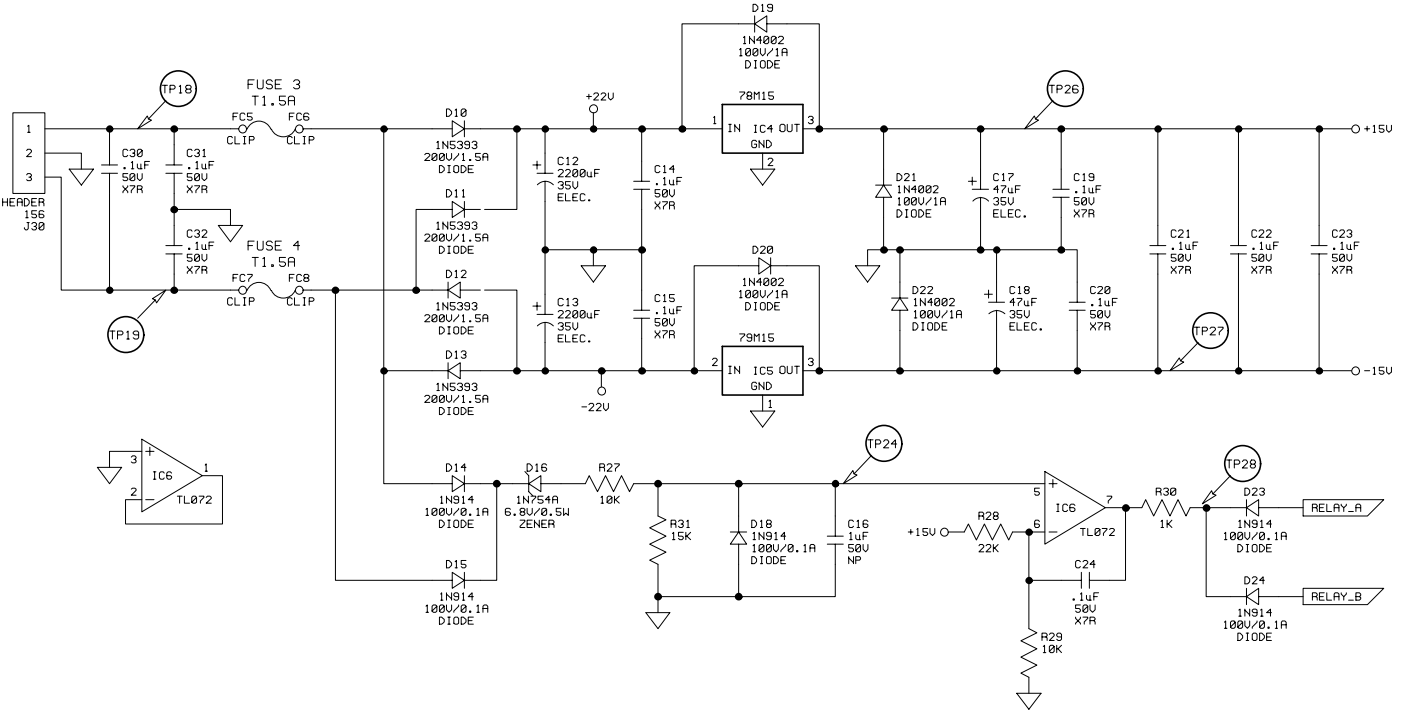 D19
1N4002
100V/1A
DIODE
TP18
FUSE 3
T1.5A
FC5
FC6
CLIP
CLIP
D10
1N5393
200V/1.5A
DIODE
+22V
78M15
1
IN
IC4
OUT
3
GND
2
TP26
+15V
1
2
3
HEADER
156
J30
C30
.1uF
50V
X7R
C31
.1uF
50V
X7R
C32
.1uF
50V
X7R
D11
1N5393
200V/1.5A
DIODE
+
C12
2200uF
35V
ELEC.
C14
.1uF
50V
X7R
D21
1N4002
100V/1A
DIODE
+
C17
47uF
35V
ELEC.
C19
.1uF
50V
X7R
FUSE 4
T1.5A
FC7
FC8
CLIP
CLIP
TP19
D12
1N5393
200V/1.5A
DIODE
D13
1N5393
200V/1.5A
DIODE
+
C13
2200uF
35V
ELEC.
C15
.1uF
50V
X7R
-22V
D20
1N4002
100V/1A
DIODE
79M15
2
IN
IC5
OUT
3
GND
1
D22
1N4002
100V/1A
DIODE
+
C18
47uF
35V
ELEC.
C20
.1uF
50V
X7R
C21
.1uF
50V
X7R
C22
.1uF
50V
X7R
C23
.1uF
50V
X7R
TP27
-15V
3
+
IC6
1
2
-
TL072
D14
1N914
100V/0.1A
DIODE
D16
1N754A
6.8V/0.5W
ZENER
R27
10K
D15
1N914
100V/0.1A
DIODE
R31
15K
D18
1N914
100V/0.1A
DIODE
C16
1uF
50V
NP
TP24
+15V
R28
22K
5
+
IC6
7
6
-
TL072
C24
.1uF
50V
X7R
R29
10K
R30
1K
TP28
D23
1N914
100V/0.1A
DIODE
RELAY_A
D24
1N914
100V/0.1A
DIODE
RELAY_B